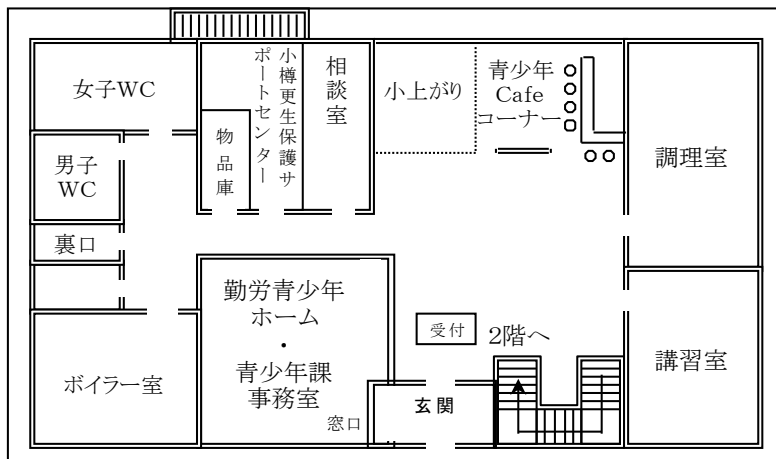 女子WC
男子
WC
裏口
ボイラー室
物品庫
小樽更生保護サ
ポートセンター
相談室
小上がり
青少年
Cafe
コーナー
調理室
勤労青少年
ホーム
・
青少年課
事務室
窓口
受付
2階へ
玄関
講習室